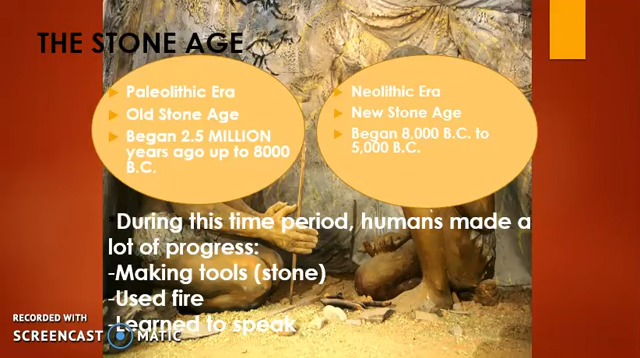 THE STONE AGE
Paleolithic Era
Old Stone Age
Began 2.5 MILLION
years ago up to 8000
B.C.
Neolithic Era
New Stone Age
Began 8,000 B.C. to
5,000 B.C.
During this time period, humans made a
lot of progress:
-Making tools (stone)
-Used fire
-Learned to speak
RECORDED WITH
SCREENCAST MATIC